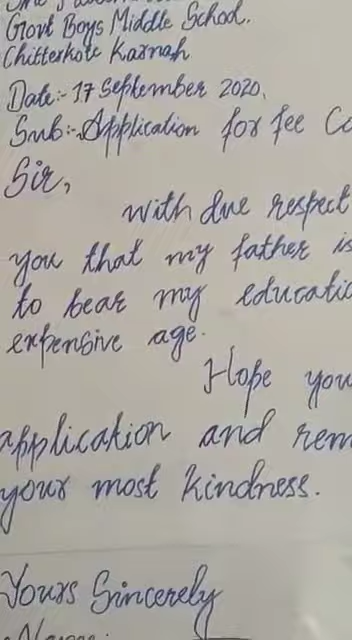 Govt Boys Middle School.
Chitterkote Karnah
Date:- 17 September 2020.
Sub:- Application for fee Co
Sir,
With due respect
you that my father is
to bear my educatio
expensive age.
Hope you
application and rem
your most kindness.
Yours Sincerely